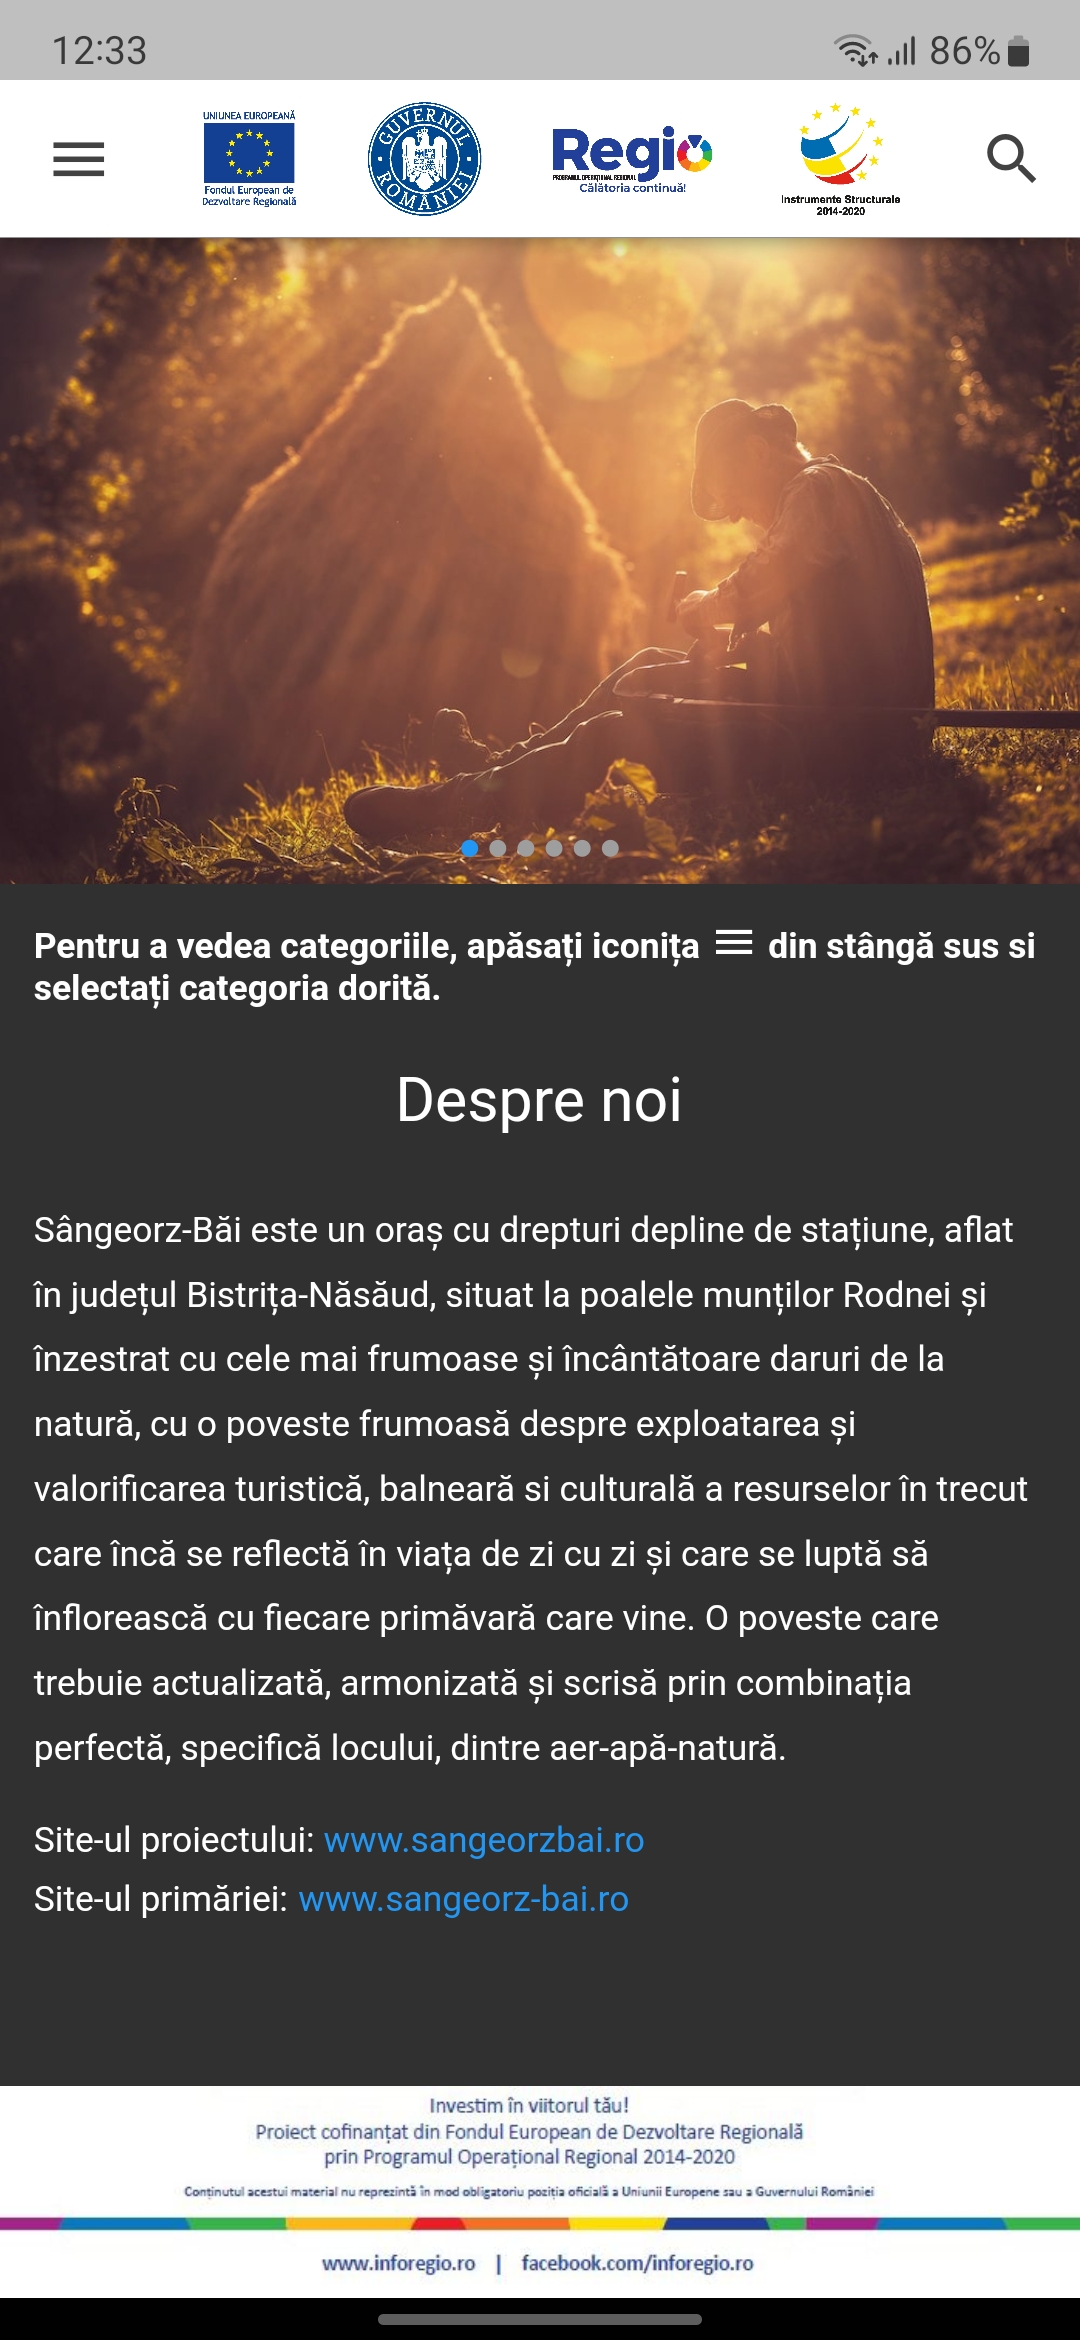 12:33
86%
UNIUNEA EUROPEANĂ
Fondul European de
Dezvoltare Regională
GUVERNUL
ROMÂNIEI
Regio
PROGRAMUL OPERAȚIONAL REGIONAL
Călătoria continuă!
Instrumente Structurale
2014-2020
Pentru a vedea categoriile, apăsați iconița din stângă sus si
selectați categoria dorită.
Despre noi
Sângeorz-Băi este un oraș cu drepturi depline de stațiune, aflat
în județul Bistrița-Năsăud, situat la poalele munților Rodnei și
înzestrat cu cele mai frumoase și încântătoare daruri de la
natură, cu o poveste frumoasă despre exploatarea și
valorificarea turistică, balneară si culturală a resurselor în trecut
care încă se reflectă în viața de zi cu zi și care se luptă să
înflorească cu fiecare primăvară care vine. O poveste care
trebuie actualizată, armonizată și scrisă prin combinația
perfectă, specifică locului, dintre aer-apă-natură.
Site-ul proiectului: www.sangeorzbai.ro
Site-ul primăriei: www.sangeorz-bai.ro
Investim în viitorul tău!
Proiect cofinanțat din Fondul European de Dezvoltare Regională
prin Programul Operațional Regional 2014-2020
Conținutul acestui material nu reprezintă în mod obligatoriu poziția oficială a Uniunii Europene sau a Guvernului României
www.inforegio.ro | facebook.com/inforegio.ro